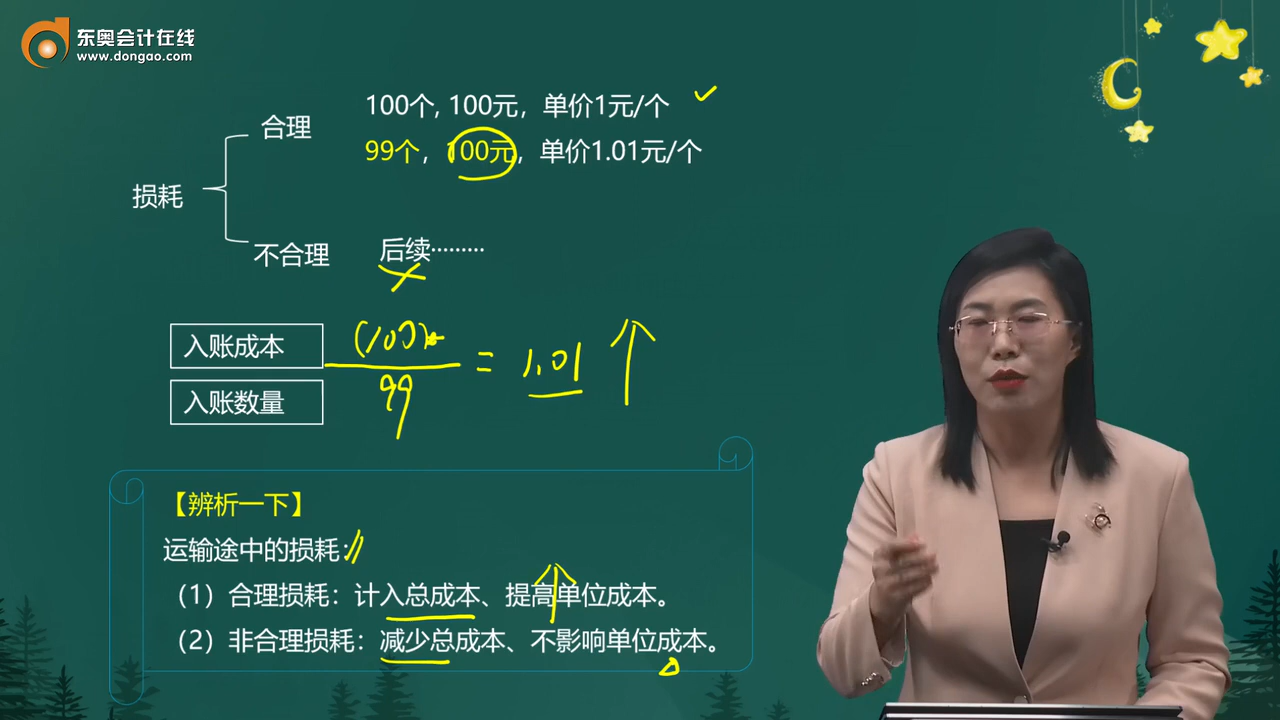 东奥会计在线
www.dongao.com
100个, 100元，单价1元/个
合理
99个，100元，单价1.01元/个
损耗
不合理 后续………
入账成本 (100)
= 1.01
入账数量 99
【辨析一下】
运输途中的损耗：
（1）合理损耗：计入总成本、提高单位成本。
（2）非合理损耗：减少总成本、不影响单位成本。